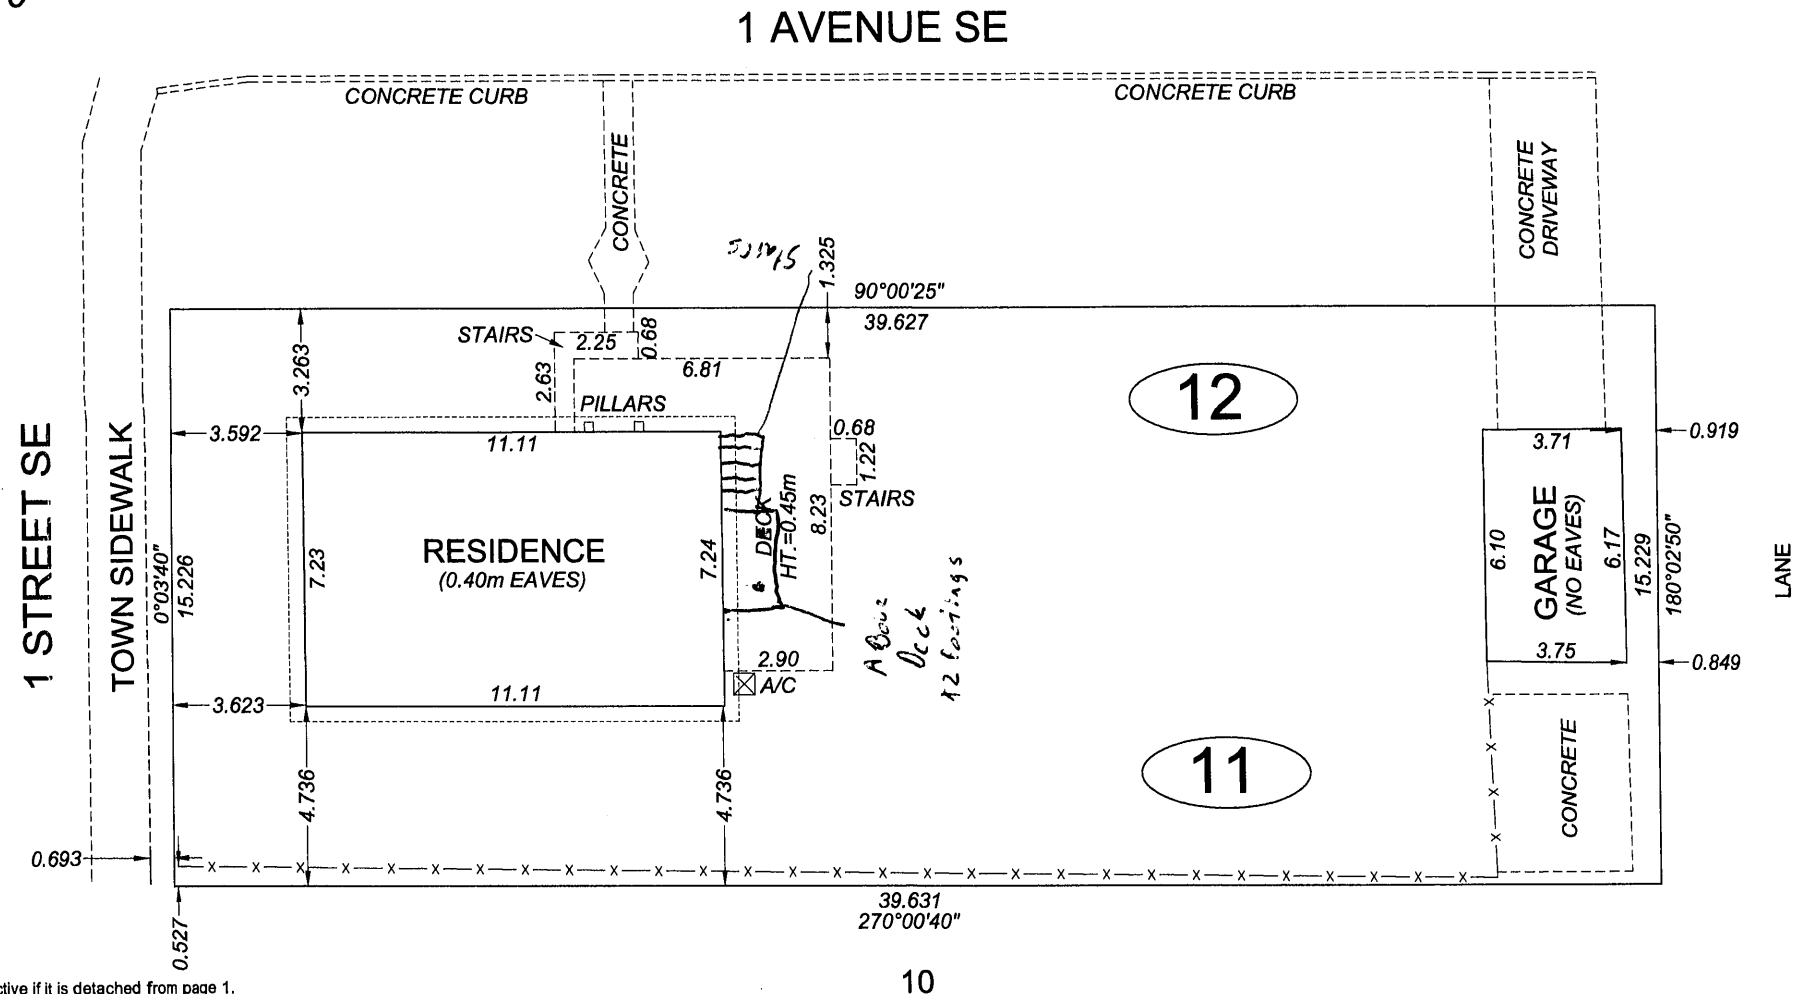 1 AVENUE SE
CONCRETE CURB
CONCRETE CURB
CONCRETE
CONCRETE
DRIVEWAY
Stairs
1.325
90°00'25"
39.627
STAIRS
2.25
0.68
6.81
2.63
3.263
PILLARS
12
3.592
11.11
0.68
1.22
STAIRS
3.71
0.919
1 STREET SE
TOWN SIDEWALK
0°03'40"
15.226
7.23
RESIDENCE
(0.40m EAVES)
7.24
DECK
HT.=0.45m
8.23
Deck
footings
6.10
GARAGE
(NO EAVES)
6.17
15.229
180°02'50"
LANE
3.75
0.849
2.90
A/C
3.623
11.11
4.736
4.736
11
CONCRETE
0.693
X X X X X X X X X X X X X X X X X X X X X X X X X X X X X
X
X
X
X
39.631
270°00'40"
0.527
10
ctive if it is detached from page 1.